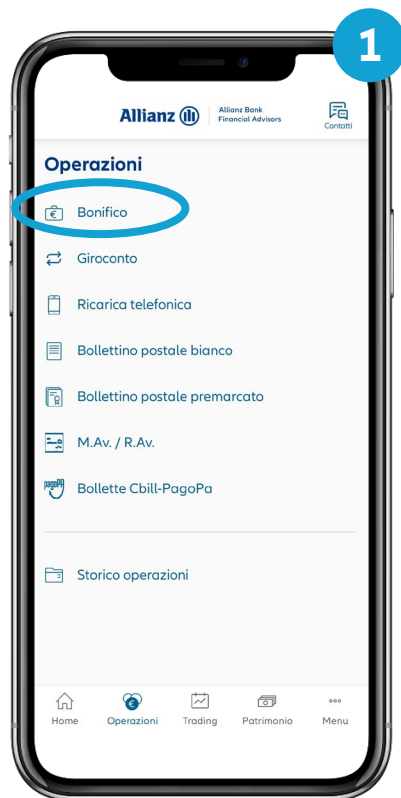 1
Allianz
Allianz Bank
Financial Advisors
Contatti
Operazioni
Bonifico
Giroconto
Ricarica telefonica
Bollettino postale bianco
Bollettino postale premarcato
M.Av. / R.Av.
pagoPA
Bollette Cbill-PagoPa
Storico operazioni
Home
Operazioni
Trading
Patrimonio
Menu